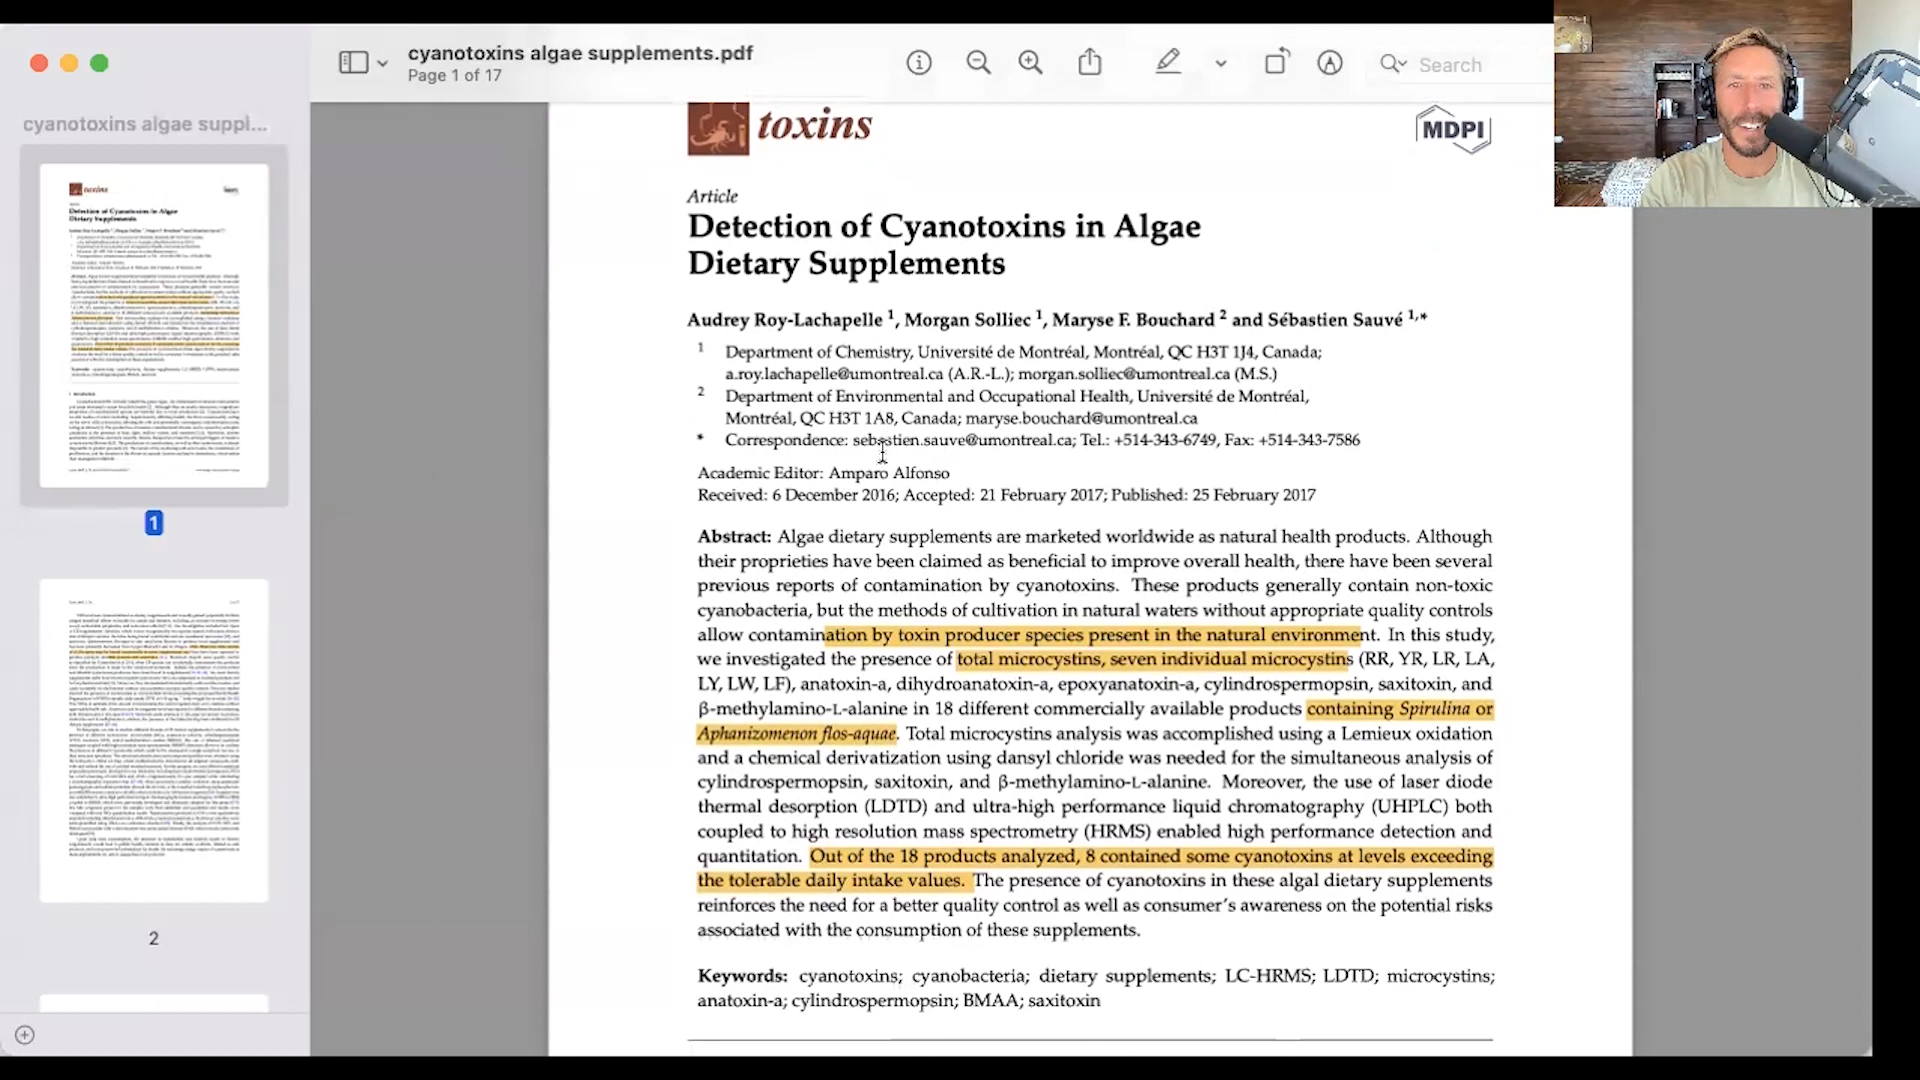 cyanotoxins algae supplements.pdf
Page 1 of 17
Search
cyanotoxins algae suppl...
toxins
Detection of Cyanotoxins in Algae
Dietary Supplements
1
2
toxins
MDPI
Article
Detection of Cyanotoxins in Algae
Dietary Supplements
Audrey Roy-Lachapelle 1, Morgan Solliec 1, Maryse F. Bouchard 2 and Sébastien Sauvé 1,*
1 Department of Chemistry, Université de Montréal, Montréal, QC H3T 1J4, Canada;
a.roy.lachapelle@umontreal.ca (A.R.-L.); morgan.solliec@umontreal.ca (M.S.)
2 Department of Environmental and Occupational Health, Université de Montréal,
Montréal, QC H3T 1A8, Canada; maryse.bouchard@umontreal.ca
* Correspondence: sebastien.sauve@umontreal.ca; Tel.: +514-343-6749, Fax: +514-343-7586
Academic Editor: Amparo Alfonso
Received: 6 December 2016; Accepted: 21 February 2017; Published: 25 February 2017
Abstract: Algae dietary supplements are marketed worldwide as natural health products. Although
their proprieties have been claimed as beneficial to improve overall health, there have been several
previous reports of contamination by cyanotoxins. These products generally contain non-toxic
cyanobacteria, but the methods of cultivation in natural waters without appropriate quality controls
allow contamination by toxin producer species present in the natural environment. In this study,
we investigated the presence of total microcystins, seven individual microcystins (RR, YR, LR, LA,
LY, LW, LF), anatoxin-a, dihydroanatoxin-a, epoxyanatoxin-a, cylindrospermopsin, saxitoxin, and
β-methylamino-L-alanine in 18 different commercially available products containing Spirulina or
Aphanizomenon flos-aquae. Total microcystins analysis was accomplished using a Lemieux oxidation
and a chemical derivatization using dansyl chloride was needed for the simultaneous analysis of
cylindrospermopsin, saxitoxin, and β-methylamino-L-alanine. Moreover, the use of laser diode
thermal desorption (LDTD) and ultra-high performance liquid chromatography (UHPLC) both
coupled to high resolution mass spectrometry (HRMS) enabled high performance detection and
quantitation. Out of the 18 products analyzed, 8 contained some cyanotoxins at levels exceeding
the tolerable daily intake values. The presence of cyanotoxins in these algal dietary supplements
reinforces the need for a better quality control as well as consumer's awareness on the potential risks
associated with the consumption of these supplements.
Keywords: cyanotoxins; cyanobacteria; dietary supplements; LC-HRMS; LDTD; microcystins;
anatoxin-a; cylindrospermopsin; BMAA; saxitoxin